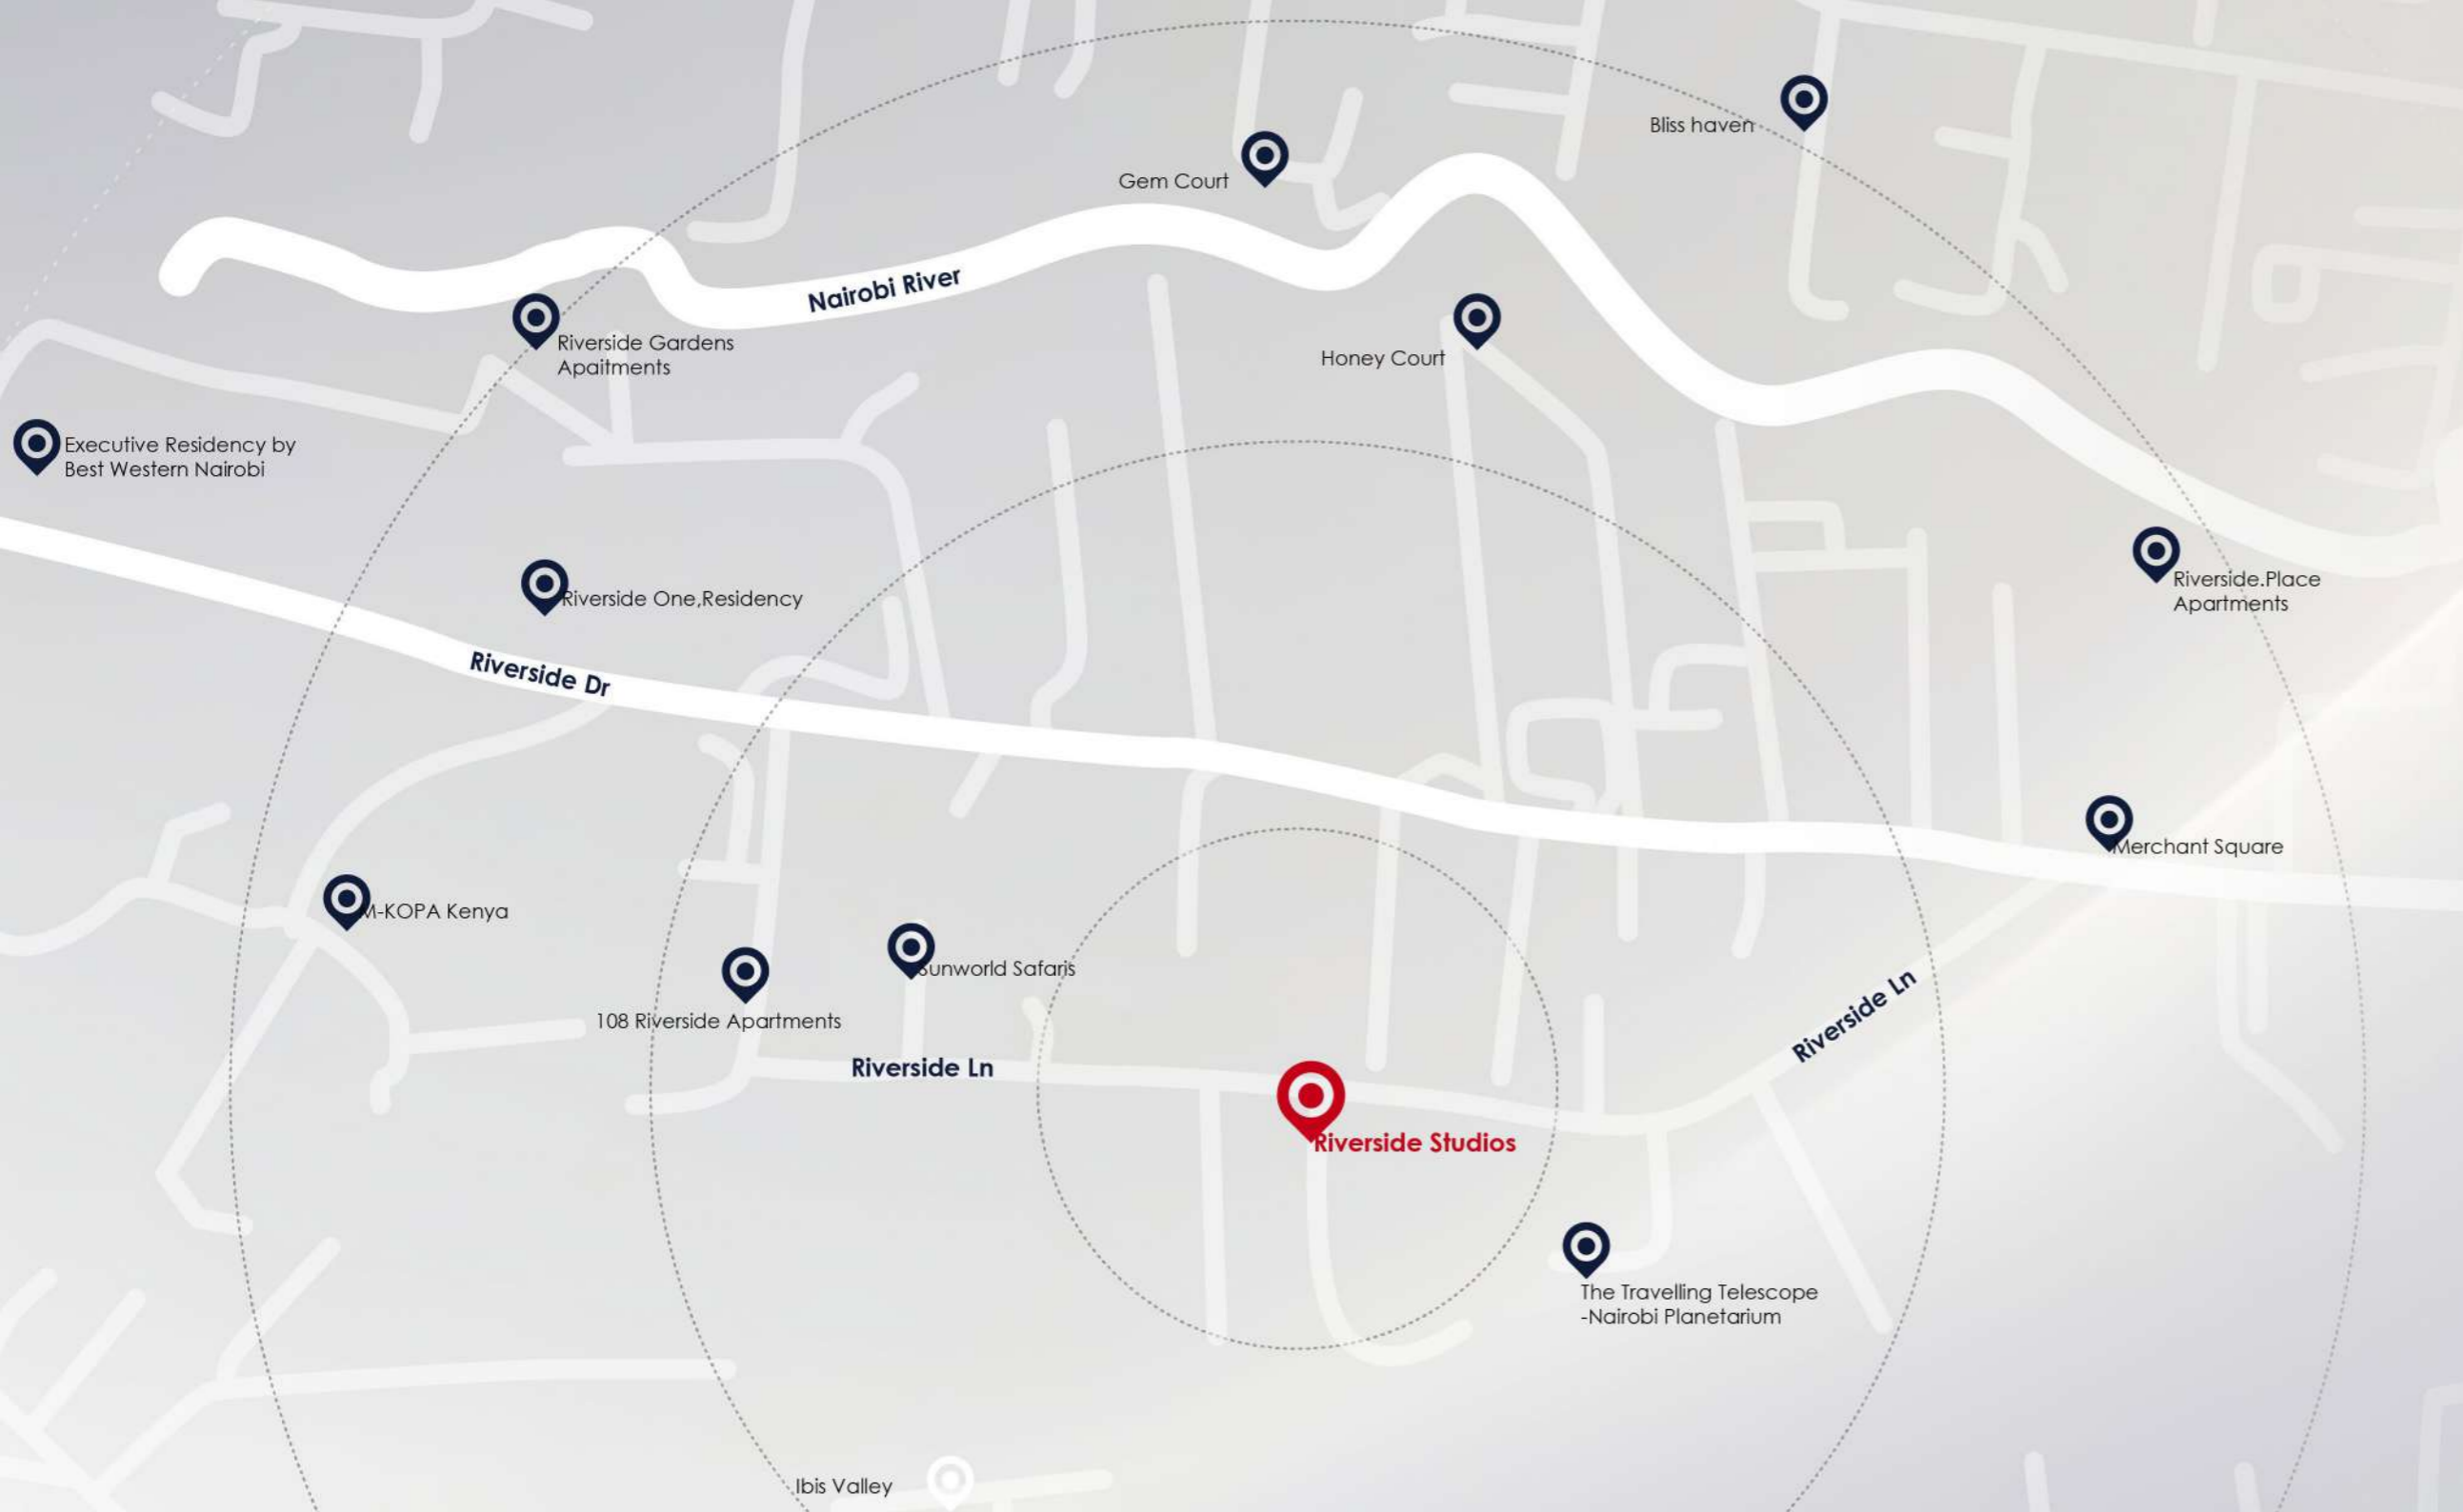 Bliss haven
Gem Court
Nairobi River
Riverside Gardens
Apaitments
Honey Court
Executive Residency by
Best Western Nairobi
Riverside.Place
Apartments
Riverside One,Residency
Riverside Dr
Merchant Square
M-KOPA Kenya
Sunworld Safaris
108 Riverside Apartments
Riverside Ln
Riverside Ln
Riverside Studios
The Travelling Telescope
-Nairobi Planetarium
Ibis Valley